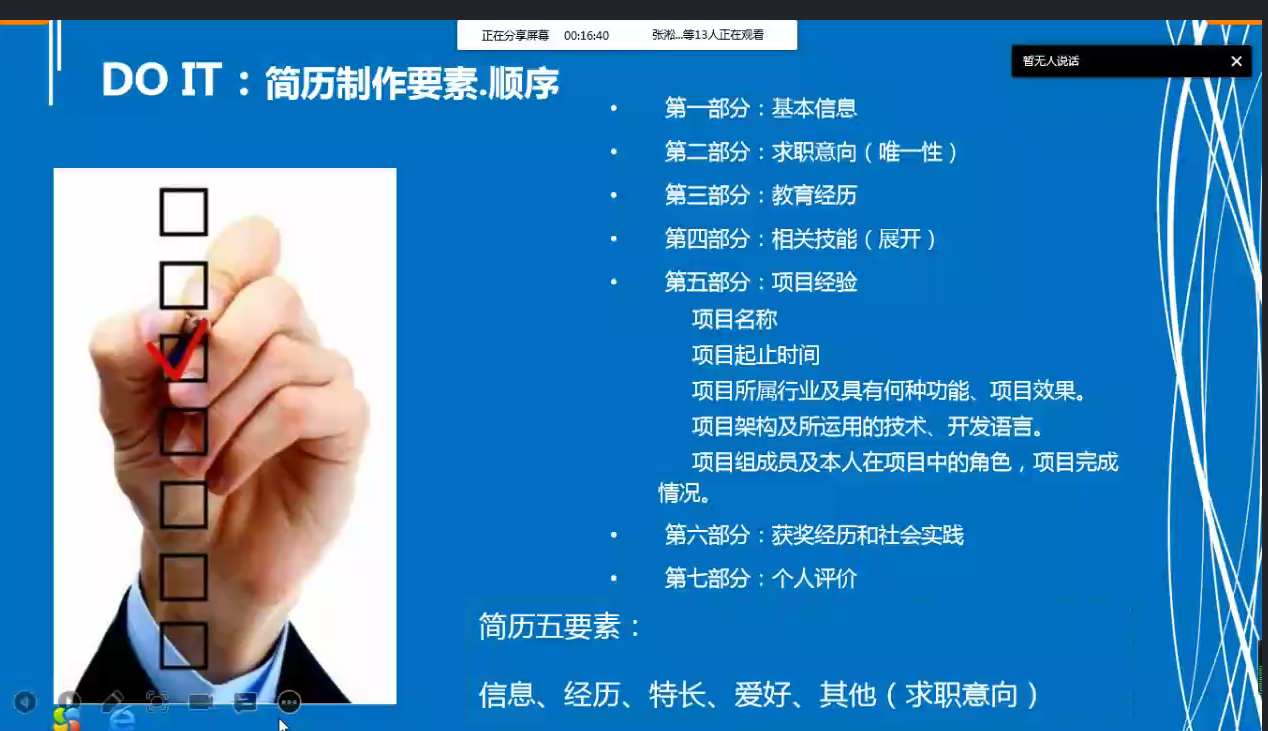 正在分享屏幕 00:16:40 张淞...等13人正在观看
暂无人说话
DO IT：简历制作要素.顺序
• 第一部分：基本信息
• 第二部分：求职意向（唯一性）
• 第三部分：教育经历
• 第四部分：相关技能（展开）
• 第五部分：项目经验
项目名称
项目起止时间
项目所属行业及具有何种功能、项目效果。
项目架构及所运用的技术、开发语言。
项目组成员及本人在项目中的角色，项目完成
情况。
• 第六部分：获奖经历和社会实践
• 第七部分：个人评价
简历五要素：
信息、经历、特长、爱好、其他（求职意向）